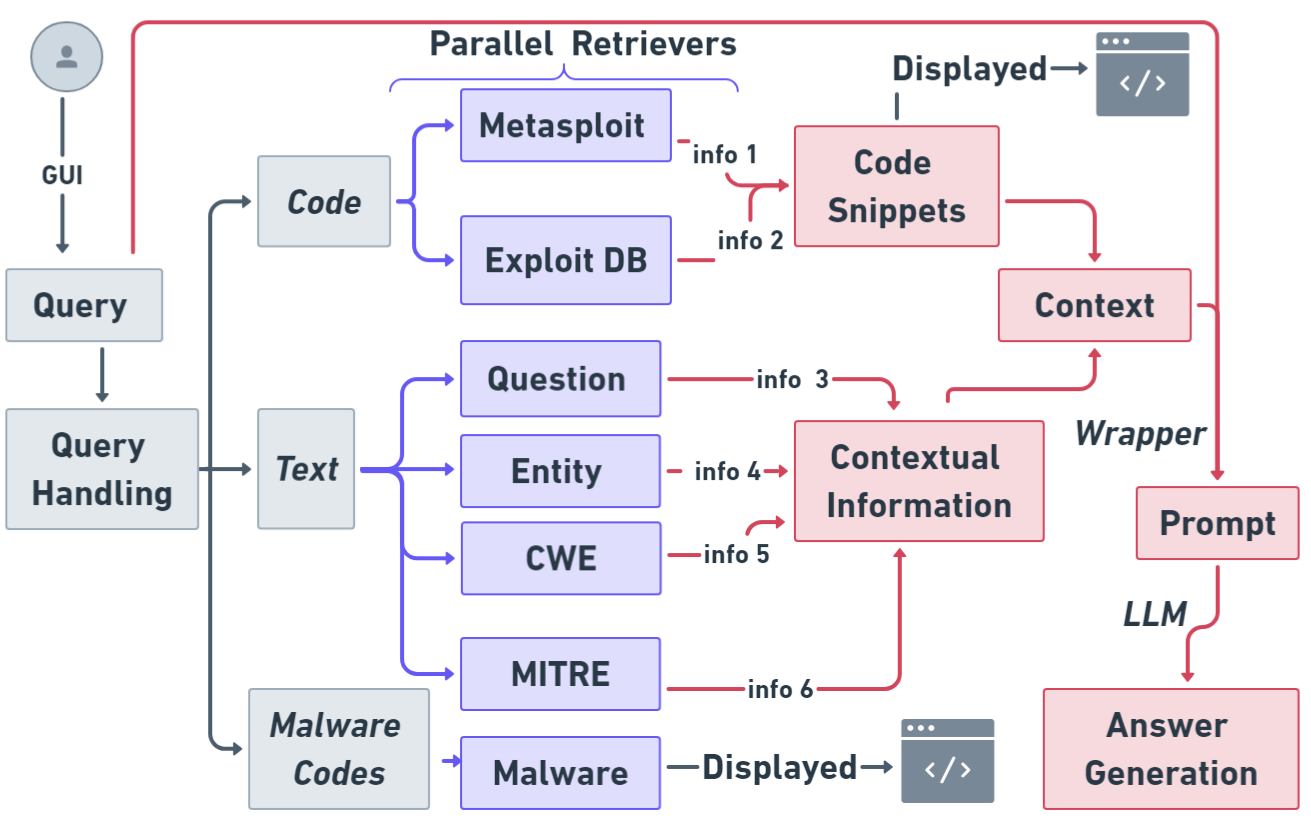 Parallel Retrievers
Displayed
</>
GUI
Metasploit
info 1
Code
Snippets
Code
Exploit DB
info 2
Query
Context
Question
info 3
Query
Handling
Text
Entity
info 4
Contextual
Information
Wrapper
CWE
info 5
Prompt
LLM
MITRE
info 6
Malware
Codes
Malware
Displayed
</>
Answer
Generation